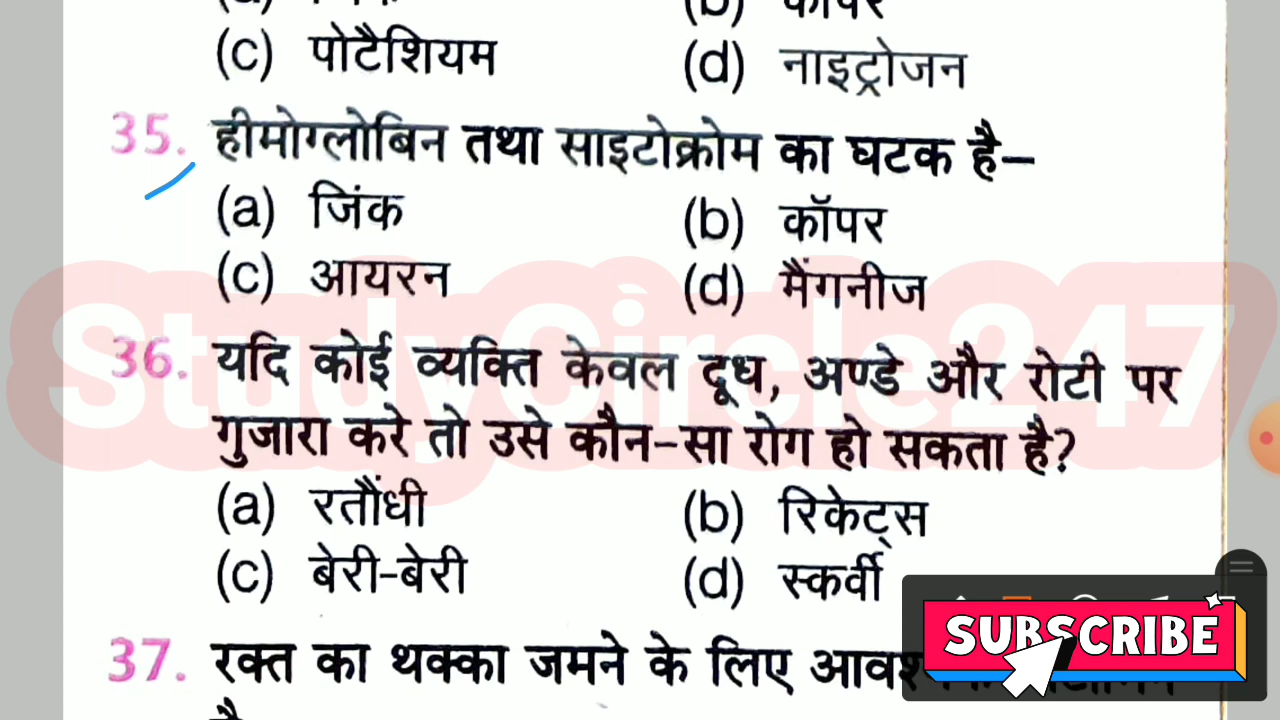 (c) पोटैशियम (d) नाइट्रोजन
35. हीमोग्लोबिन तथा साइटोक्रोम का घटक है–
(a) जिंक (b) कॉपर
(c) आयरन (d) मैंगनीज
StudyCircle247
36. यदि कोई व्यक्ति केवल दूध, अण्डे और रोटी पर
गुजारा करे तो उसे कौन-सा रोग हो सकता है?
(a) रतौंधी (b) रिकेट्स
(c) बेरी-बेरी (d) स्कर्वी
SUBSCRIBE
37. रक्त का थक्का जमने के लिए